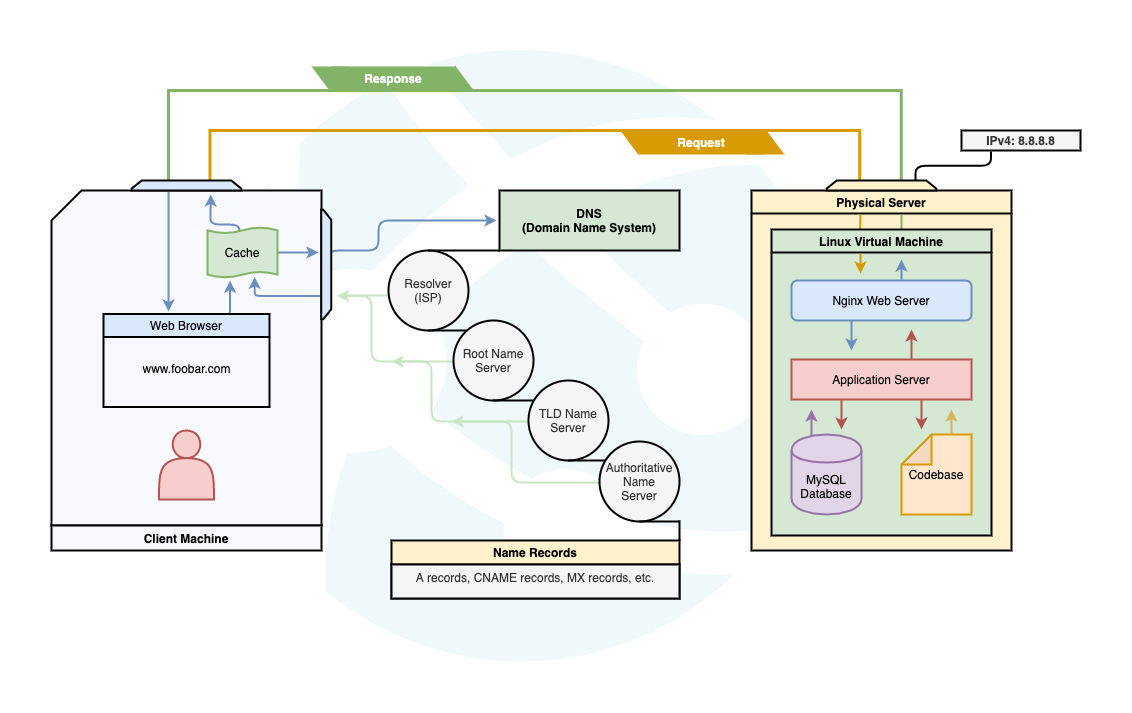 Response
Request
IPv4: 8.8.8.8
Physical Server
DNS
(Domain Name System)
Linux Virtual Machine
Cache
Resolver
(ISP)
Nginx Web Server
Web Browser
www.foobar.com
Root Name
Server
Application Server
TLD Name
Server
Authoritative
Name
Server
MySQL
Database
Codebase
Client Machine
Name Records
A records, CNAME records, MX records, etc.